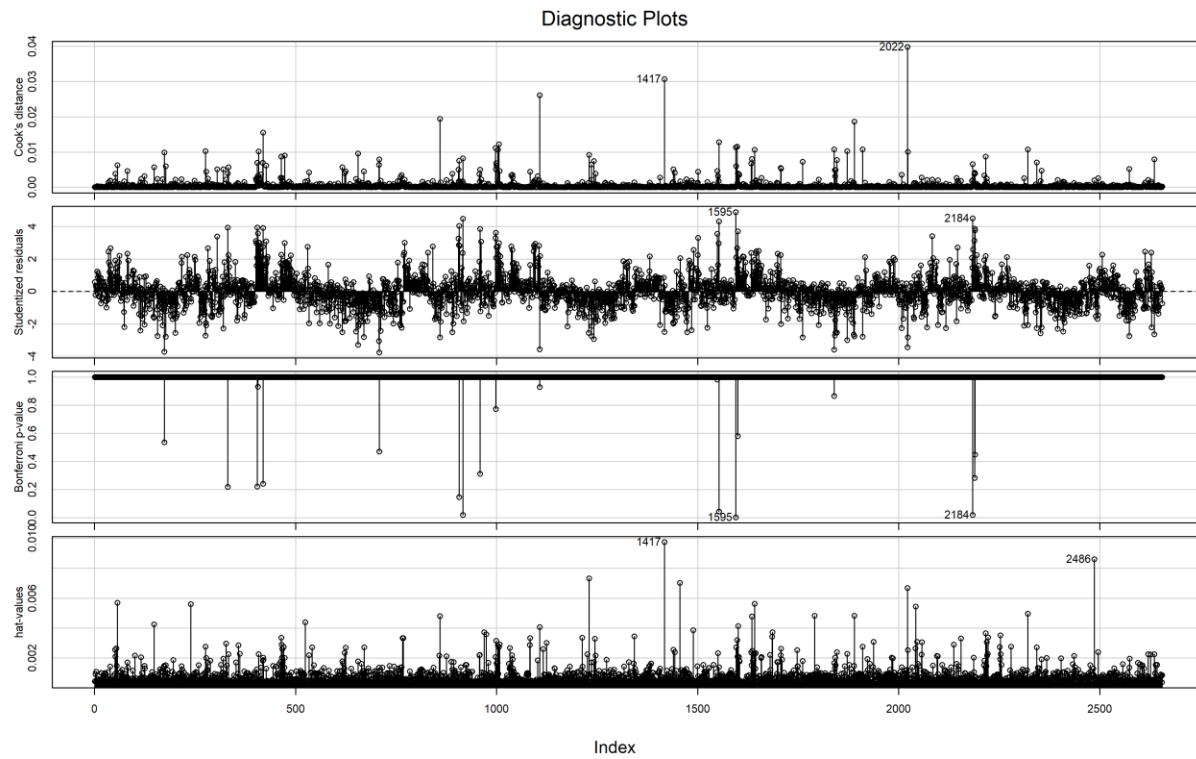 Diagnostic Plots
Cook's distance
0.00 0.01 0.02 0.03 0.04
1417
2022
Studentized residuals
-4 -2 0 2 4
1595
2184
Bonferroni p-value
0.0 0.2 0.4 0.6 0.8 1.0
1595
2184
hat-values
0.002 0.006 0.010
1417
2486
0 500 1000 1500 2000 2500
Index